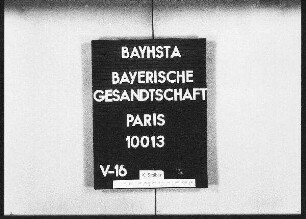 BAYHSTA
BAYERISCHE
GESANDTSCHAFT
PARIS
10013
V-16